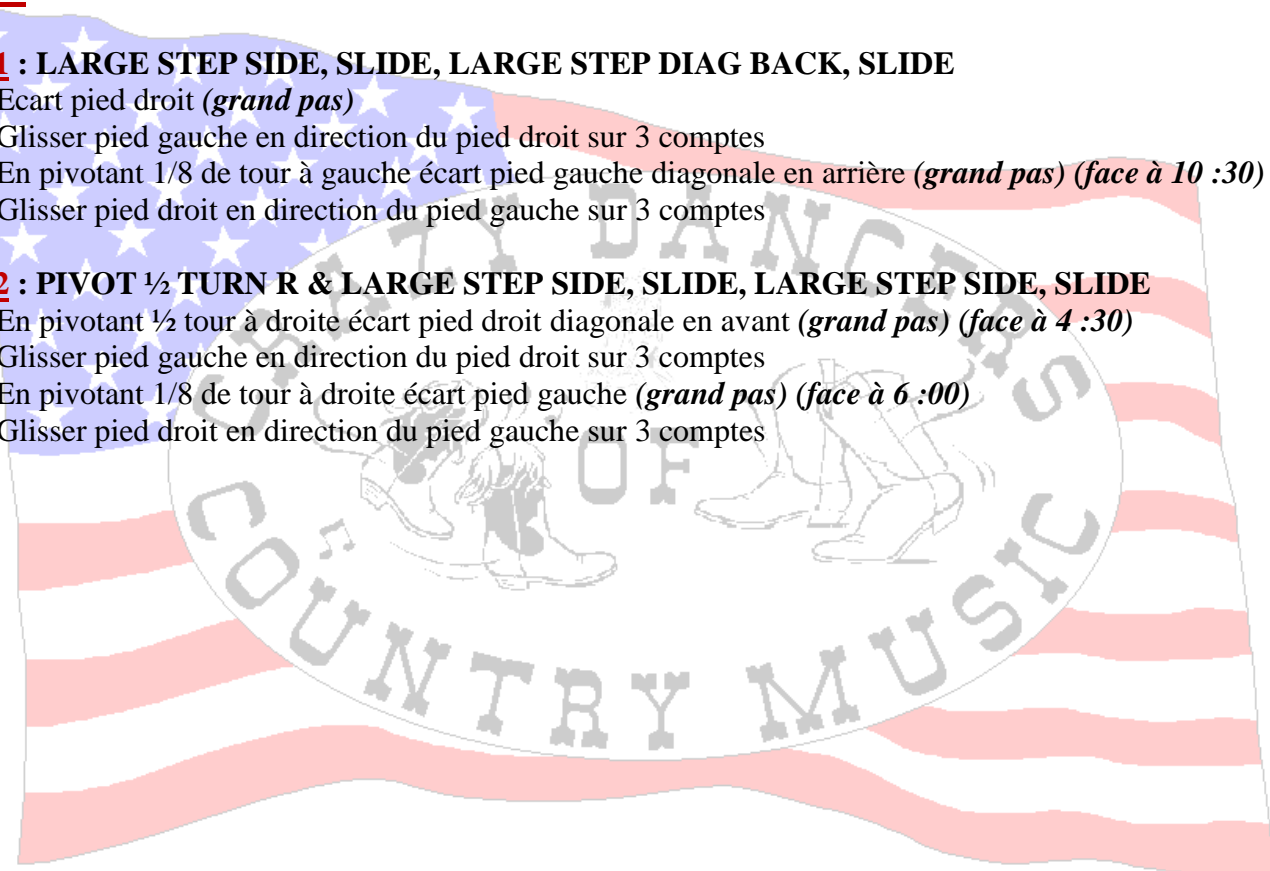 1 : LARGE STEP SIDE, SLIDE, LARGE STEP DIAG BACK, SLIDE
Ecart pied droit (grand pas)
Glisser pied gauche en direction du pied droit sur 3 comptes
En pivotant 1/8 de tour à gauche écart pied gauche diagonale en arrière (grand pas) (face à 10 :30)
Glisser pied droit en direction du pied gauche sur 3 comptes
2 : PIVOT ½ TURN R & LARGE STEP SIDE, SLIDE, LARGE STEP SIDE, SLIDE
En pivotant ½ tour à droite écart pied droit diagonale en avant (grand pas) (face à 4 :30)
Glisser pied gauche en direction du pied droit sur 3 comptes
En pivotant 1/8 de tour à droite écart pied gauche (grand pas) (face à 6 :00)
Glisser pied droit en direction du pied gauche sur 3 comptes
CRAZY DANCERS
OF
COUNTRY MUSIC